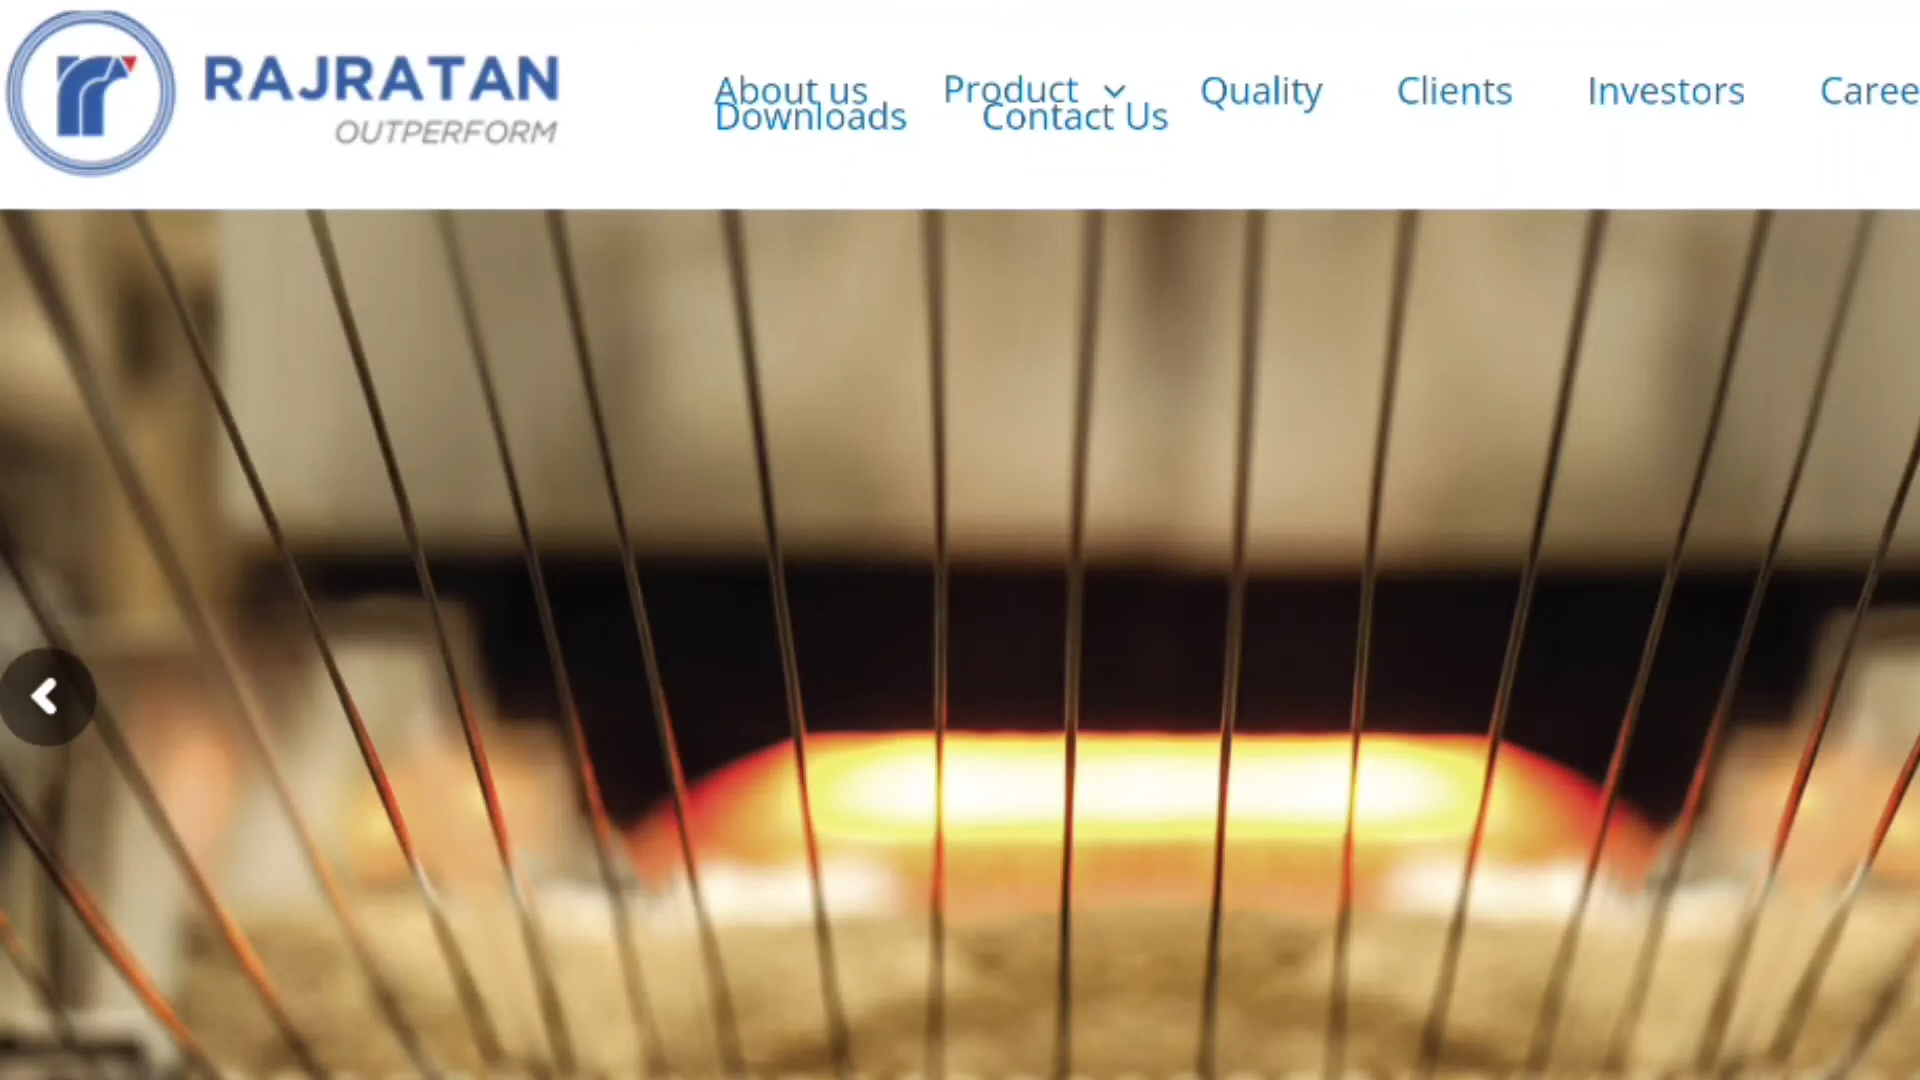 RAJRATAN
OUTPERFORM
About us Product Quality Clients Investors Caree
Downloads Contact Us